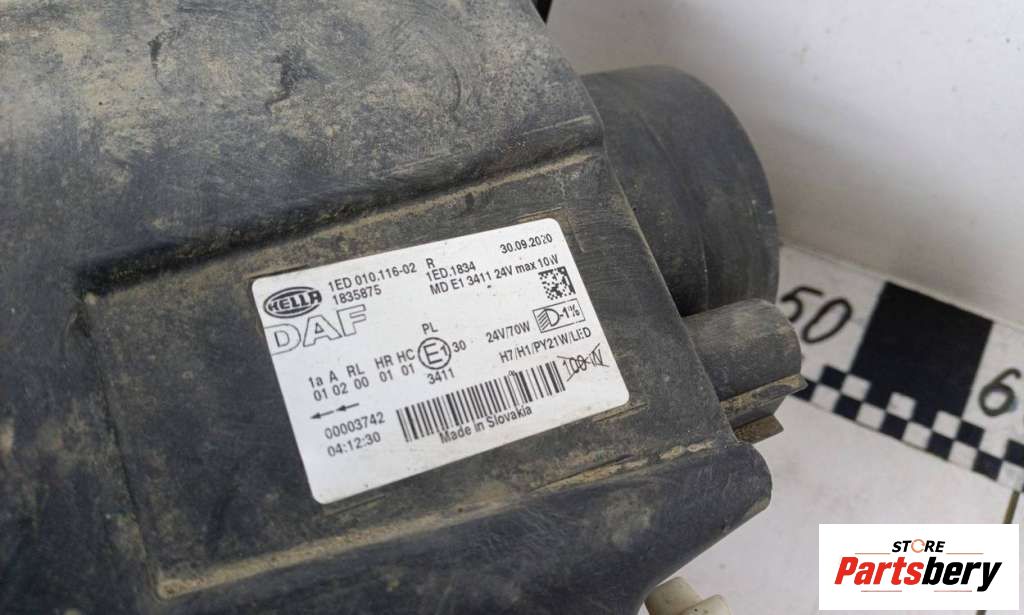 1ED 010.116-02 R 30.09.2020
1835875 1ED.1834
MD E1 3411 24V max 10W
HELLA
DAF
PL
24V/70W
1a A RL HR HC E1 30
01 02 00 01 01
3411
H7/H1/PY21W/LED
00003742
04:12:30
Made in Slovakia
50
6
STORE
Partsbery